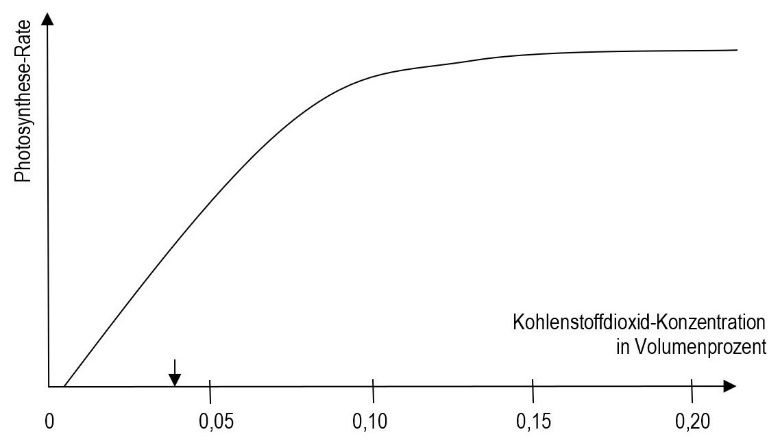 Photosynthese-Rate
Kohlenstoffdioxid-Konzentration
in Volumenprozent
0 0,05 0,10 0,15 0,20